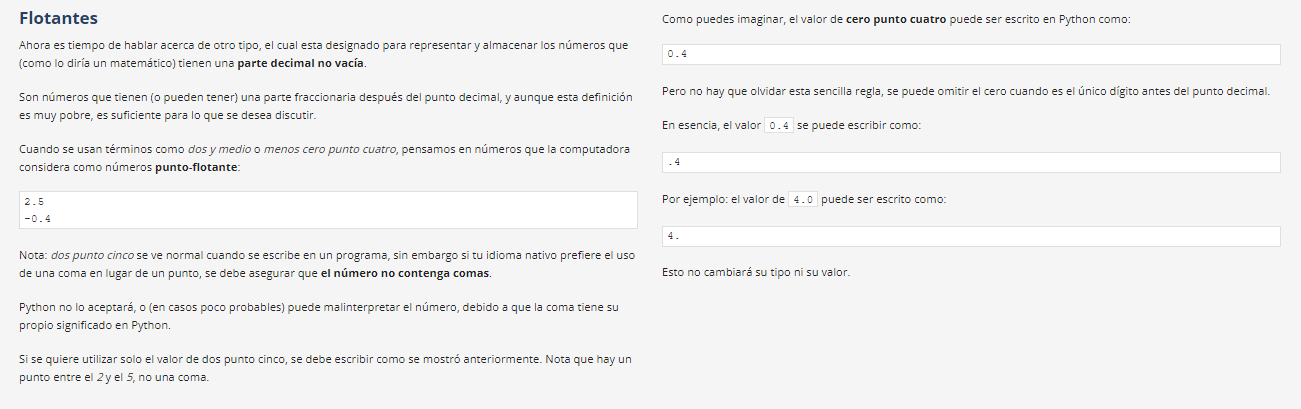 Flotantes
Ahora es tiempo de hablar acerca de otro tipo, el cual esta designado para representar y almacenar los números que
(como lo diría un matemático) tienen una parte decimal no vacía.
Son números que tienen (o pueden tener) una parte fraccionaria después del punto decimal, y aunque esta definición
es muy pobre, es suficiente para lo que se desea discutir.
Cuando se usan términos como dos y medio o menos cero punto cuatro, pensamos en números que la computadora
considera como números punto-flotante:
2.5
-0.4
Nota: dos punto cinco se ve normal cuando se escribe en un programa, sin embargo si tu idioma nativo prefiere el uso
de una coma en lugar de un punto, se debe asegurar que el número no contenga comas.
Python no lo aceptará, o (en casos poco probables) puede malinterpretar el número, debido a que la coma tiene su
propio significado en Python.
Si se quiere utilizar solo el valor de dos punto cinco, se debe escribir como se mostró anteriormente. Nota que hay un
punto entre el 2 y el 5, no una coma.
Como puedes imaginar, el valor de cero punto cuatro puede ser escrito en Python como:
0.4
Pero no hay que olvidar esta sencilla regla, se puede omitir el cero cuando es el único dígito antes del punto decimal.
En esencia, el valor 0.4 se puede escribir como:
.4
Por ejemplo: el valor de 4.0 puede ser escrito como:
4.
Esto no cambiará su tipo ni su valor.